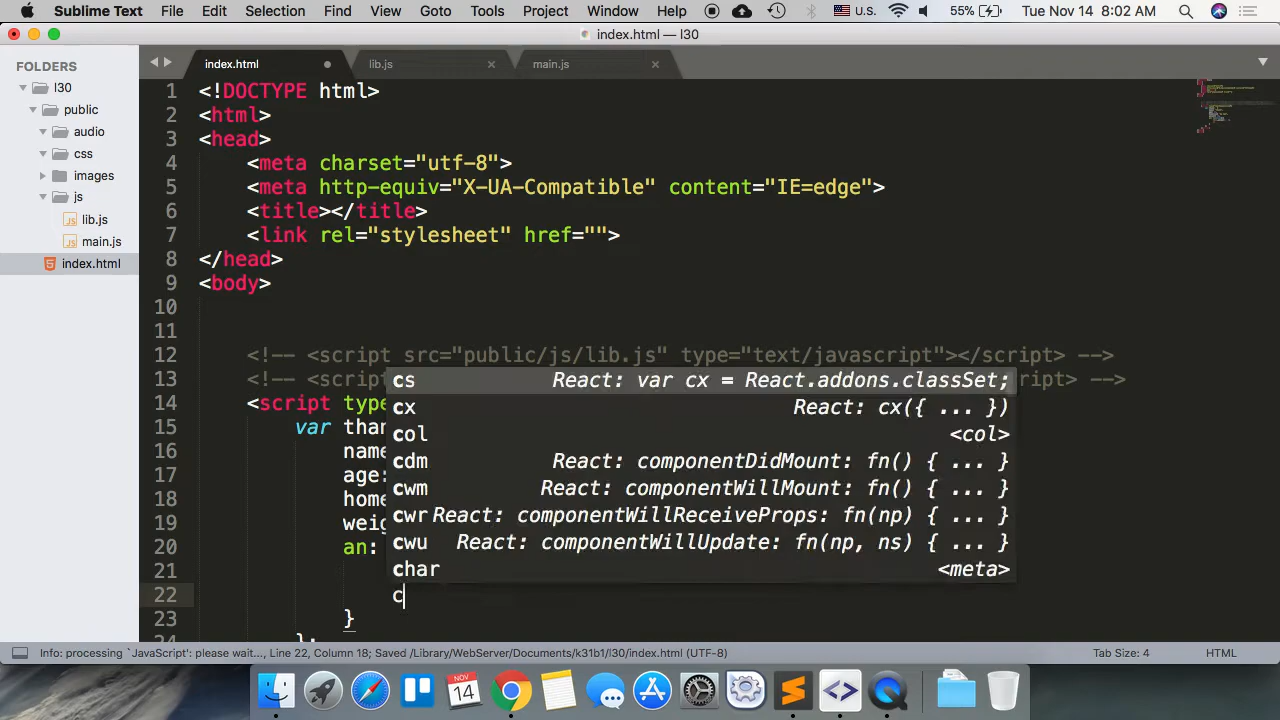 Sublime Text File Edit Selection Find View Goto Tools Project Window Help U.S. 55% Tue Nov 14 8:02 AM
index.html — l30
FOLDERS
l30
public
audio
css
images
js
lib.js
main.js
index.html
index.html lib.js × main.js ×
1 <!DOCTYPE html>
2 <html>
3 <head>
4 <meta charset="utf-8">
5 <meta http-equiv="X-UA-Compatible" content="IE=edge">
6 <title></title>
7 <link rel="stylesheet" href="">
8 </head>
9 <body>
10
11
12 <!-- <script src="public/js/lib.js" type="text/javascript"></script> -->
13 <!-- <scrip cript> -->
14 <script type
15 var than
16 name
17 age:
18 home
19 weig
20 an:
21
22 c
23 }
24 };
cs React: var cx = React.addons.classSet;
cx React: cx({ ... })
col <col>
cdm React: componentDidMount: fn() { ... }
cwm React: componentWillMount: fn() { ... }
cwr React: componentWillReceiveProps: fn(np) { ... }
cwu React: componentWillUpdate: fn(np, ns) { ... }
char <meta>
Info: processing `JavaScript`: please wait..., Line 22, Column 18; Saved /Library/WebServer/Documents/k31b1/l30/index.html (UTF-8) Tab Size: 4 HTML
NOV
14